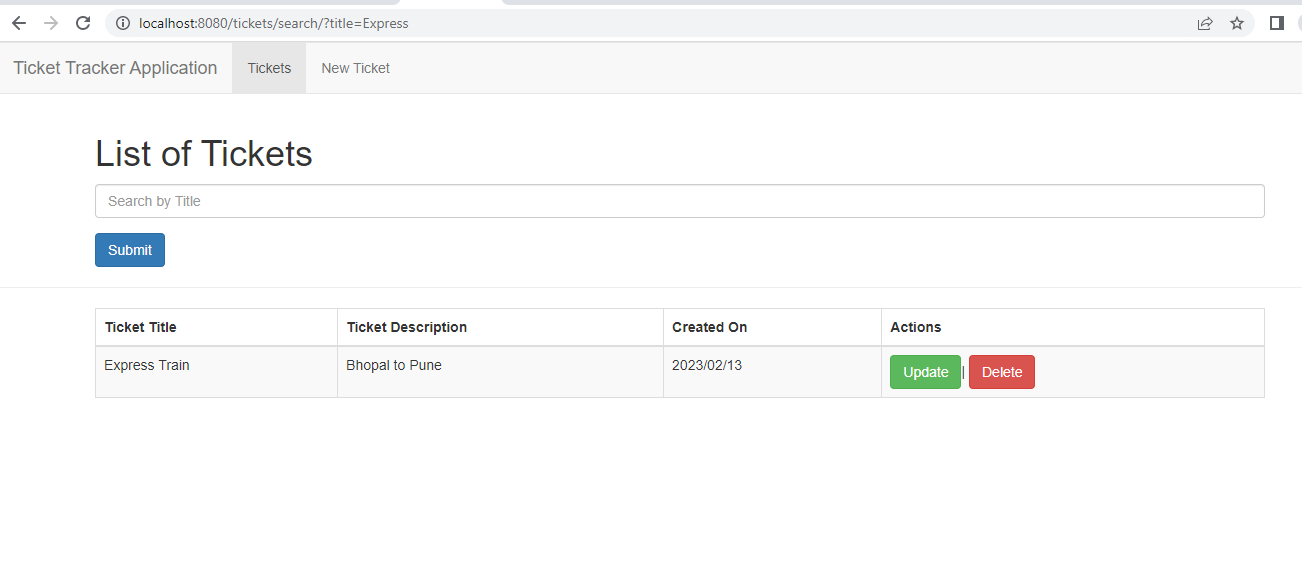 localhost:8080/tickets/search/?title=Express
Ticket Tracker Application Tickets New Ticket
List of Tickets
Search by Title
Submit
Ticket Title Ticket Description Created On Actions
Express Train Bhopal to Pune 2023/02/13 Update | Delete